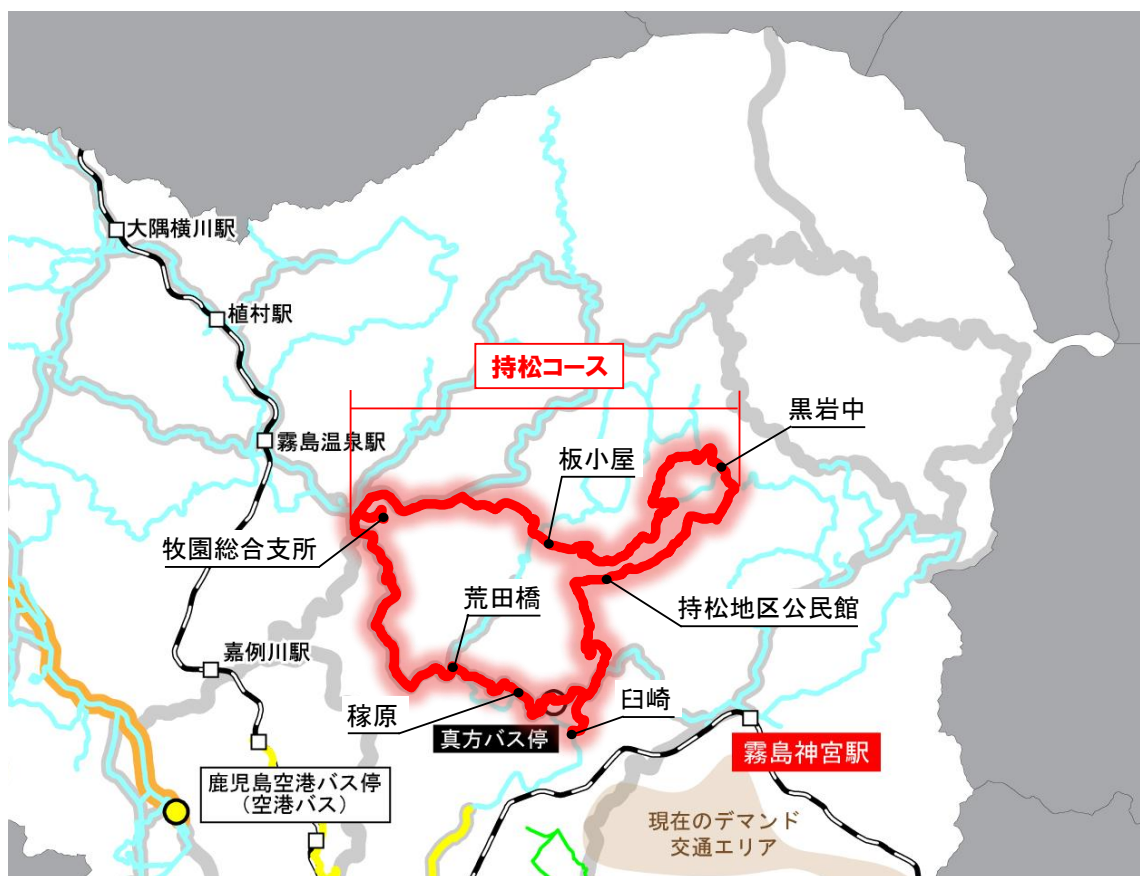 大隅横川駅
植村駅
持松コース
黒岩中
霧島温泉駅
板小屋
牧園総合支所
荒田橋
持松地区公民館
嘉例川駅
稼原
臼崎
真方バス停
霧島神宮駅
鹿児島空港バス停
(空港バス)
現在のデマンド
交通エリア